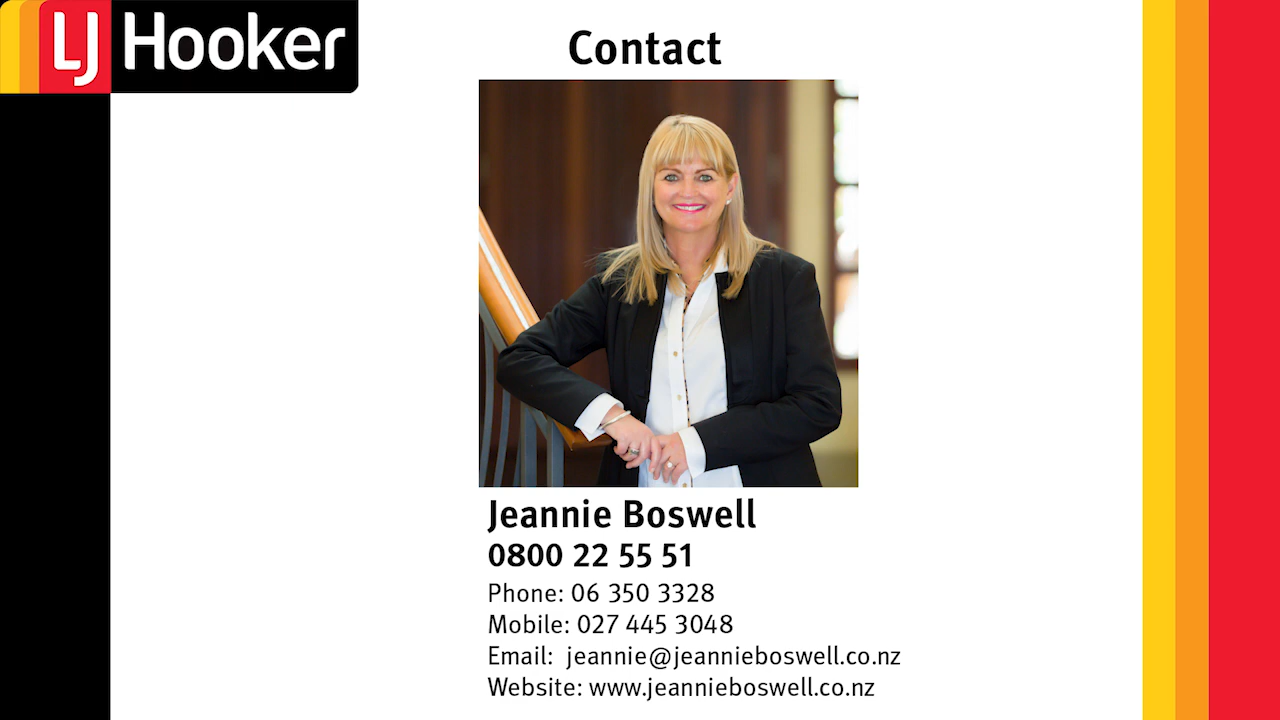 LJ Hooker
Contact
Jeannie Boswell
0800 22 55 51
Phone: 06 350 3328
Mobile: 027 445 3048
Email:  jeannie@jeannieboswell.co.nz
Website: www.jeannieboswell.co.nz